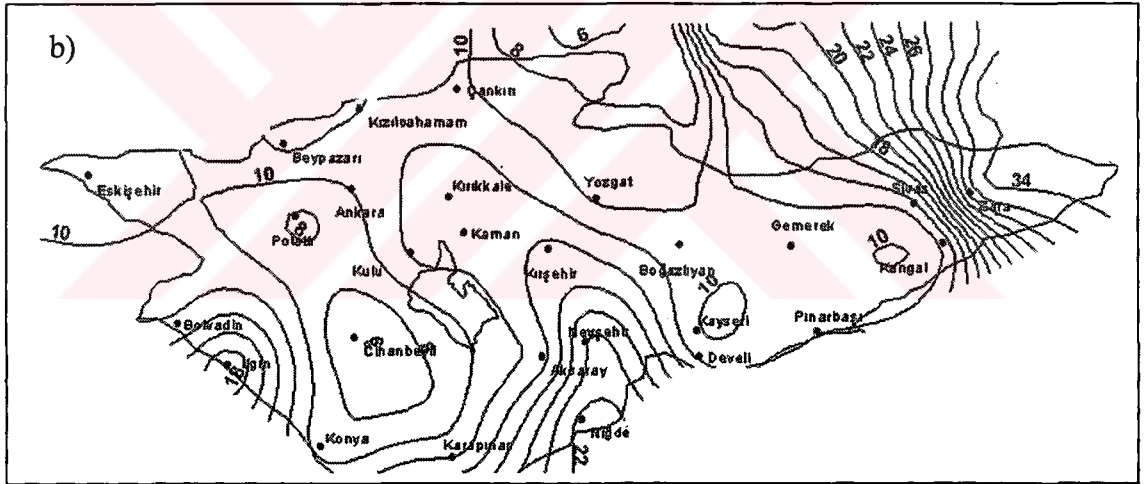 b)
10
8
6
20
22
24
26
Çankırı
Kızılcahamam
Beypazarı
Eskişehir
10
10
Ankara
Kırıkkale
Yozgat
Sivas
Zara
34
8
Polatlı
Kaman
Gemerek
Kulu
Kırşehir
Boğazlıyan
10
Kangal
10
Bolvadin
Kayseri
Pınarbaşı
Nevşehir
Cihanbeyli
Ilgın
Aksaray
Develi
Konya
Karapınar
Niğde
22